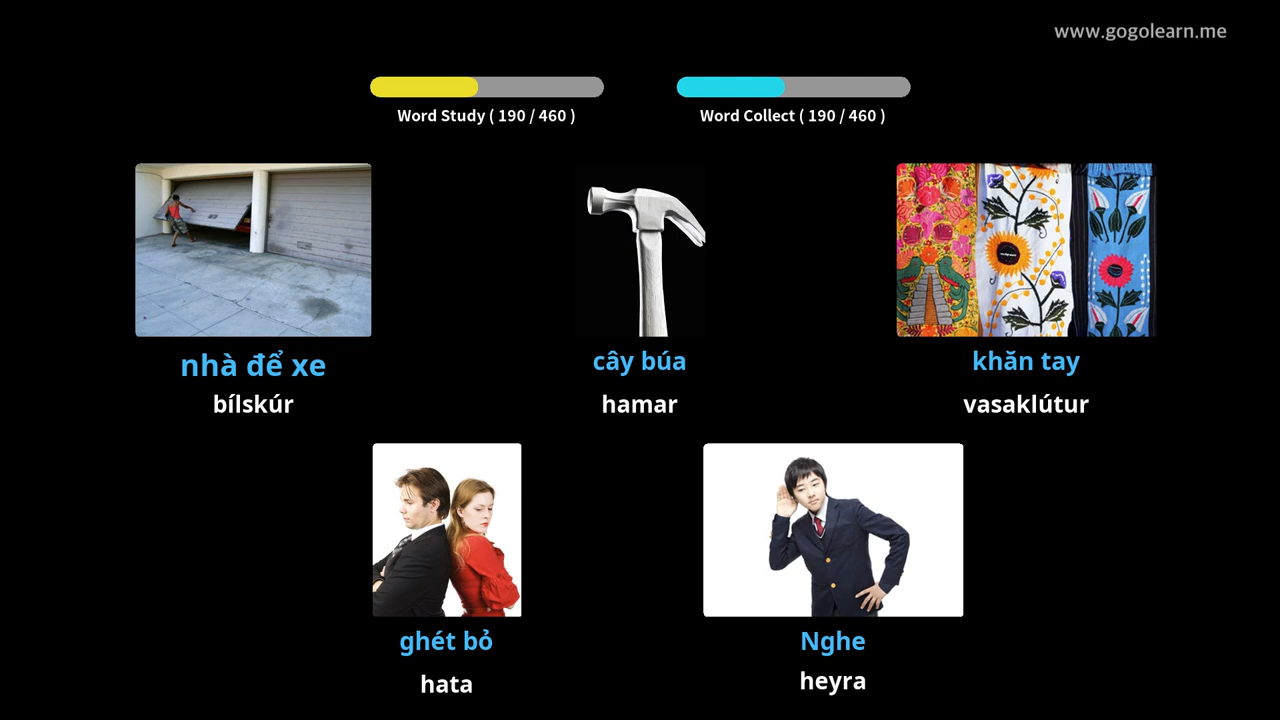 www.gogolearn.me
Word Study ( 190 / 460 )
Word Collect ( 190 / 460 )
nhà để xe
bílskúr
cây búa
hamar
khăn tay
vasaklútur
ghét bỏ
hata
Nghe
heyra